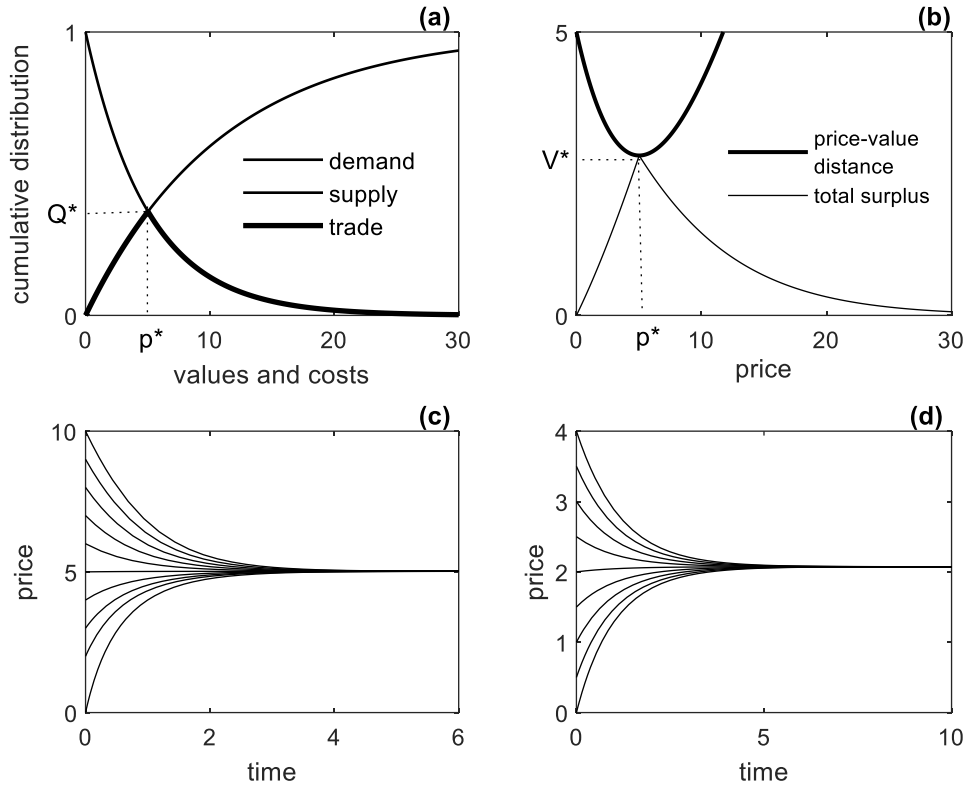 (a)
1
0
Q*
cumulative distribution
demand
supply
trade
0
p*
10
20
30
values and costs
(b)
5
0
V*
price-value
distance
total surplus
0
p*
10
20
30
price
(c)
10
5
0
price
0
2
4
6
time
(d)
4
3
2
1
0
price
0
5
10
time